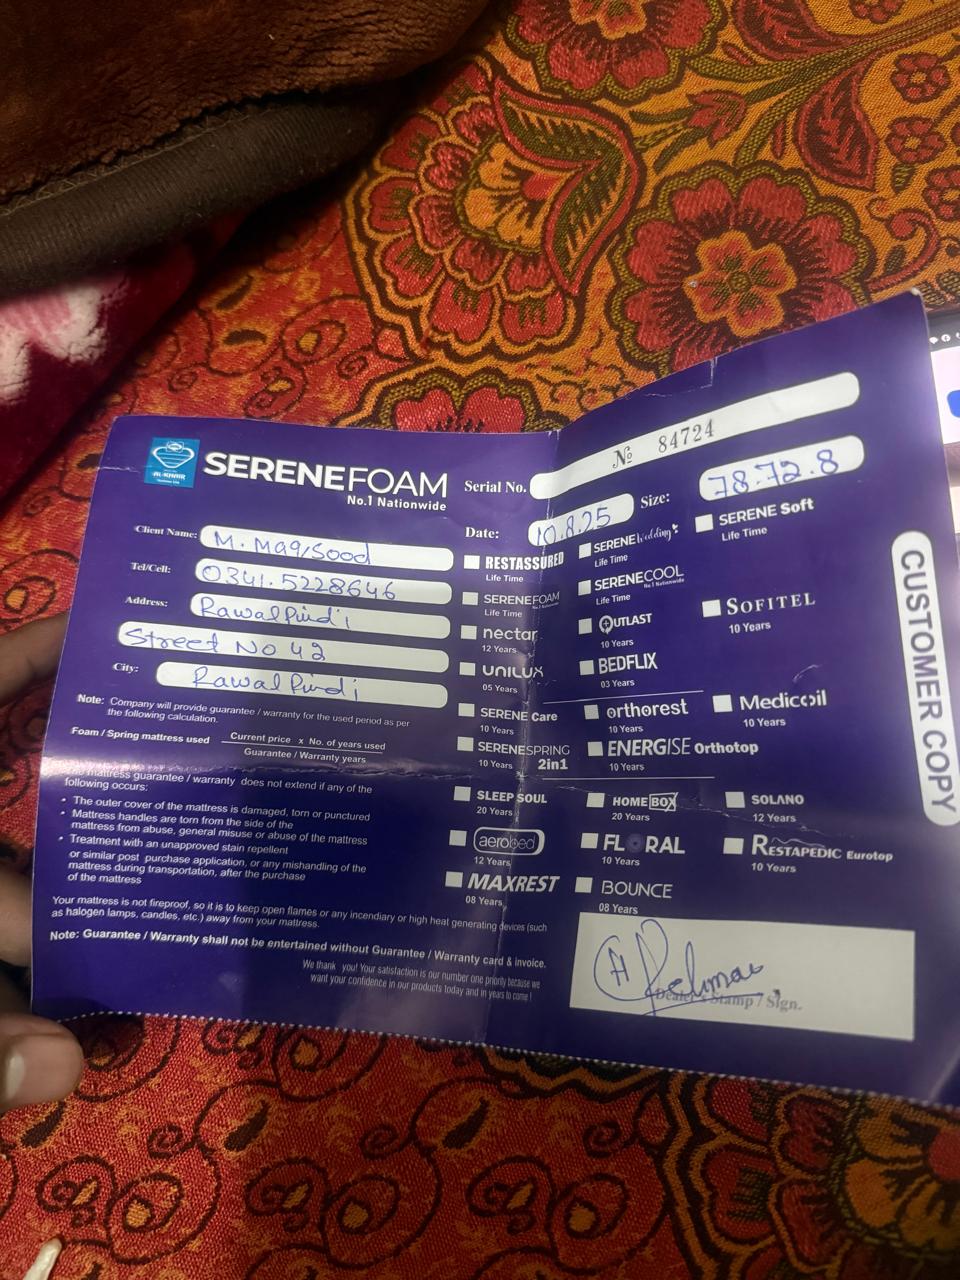 AL-KHAIR
SERENEFOAM
No.1 Nationwide
Serial No. № 84724
Date: 10.8.25
Size: 78.72.8
Client Name: M. Maq/Sood
Tel/Cell: 0341.5228646
Address: RawalPindi
Street No 42
City: RawalPindi
Note: Company will provide guarantee / warranty for the used period as per
the following calculation.
Foam / Spring mattress used Current price x No. of years used
Guarantee / Warranty years
The mattress guarantee / warranty does not extend if any of the
following occurs:
• The outer cover of the mattress is damaged, torn or punctured
• Mattress handles are torn from the side of the
mattress from abuse, general misuse or abuse of the mattress
• Treatment with an unapproved stain repellent
or similar post purchase application, or any mishandling of the
mattress during transportation, after the purchase
of the mattress
Your mattress is not fireproof, so it is to keep open flames or any incendiary or high heat generating devices (such
as halogen lamps, candles, etc.) away from your mattress.
Note: Guarantee / Warranty shall not be entertained without Guarantee / Warranty card & invoice.
We thank you! Your satisfaction is our number one priority because we
want your confidence in our products today and in years to come!
RESTASSURED
Life Time
SERENEFOAM
No.1 Nationwide
Life Time
nectar
12 Years
UNILUX
05 Years
SERENE Care
10 Years
SERENESPRING
10 Years 2in1
SLEEP SOUL
20 Years
aerobed
12 Years
MAXREST
08 Years
SERENE wedding
Life Time
SERENECOOL
No.1 Nationwide
Life Time
OUTLAST
10 Years
BEDFLIX
03 Years
orthorest
10 Years
ENERGISE Orthotop
10 Years
HOME BOX
20 Years
FLORAL
10 Years
BOUNCE
08 Years
SERENE Soft
Life Time
SOFITEL
10 Years
Mediccoil
10 Years
SOLANO
12 Years
RESTAPEDIC Eurotop
10 Years
Dealer's Stamp / Sign.
CUSTOMER COPY